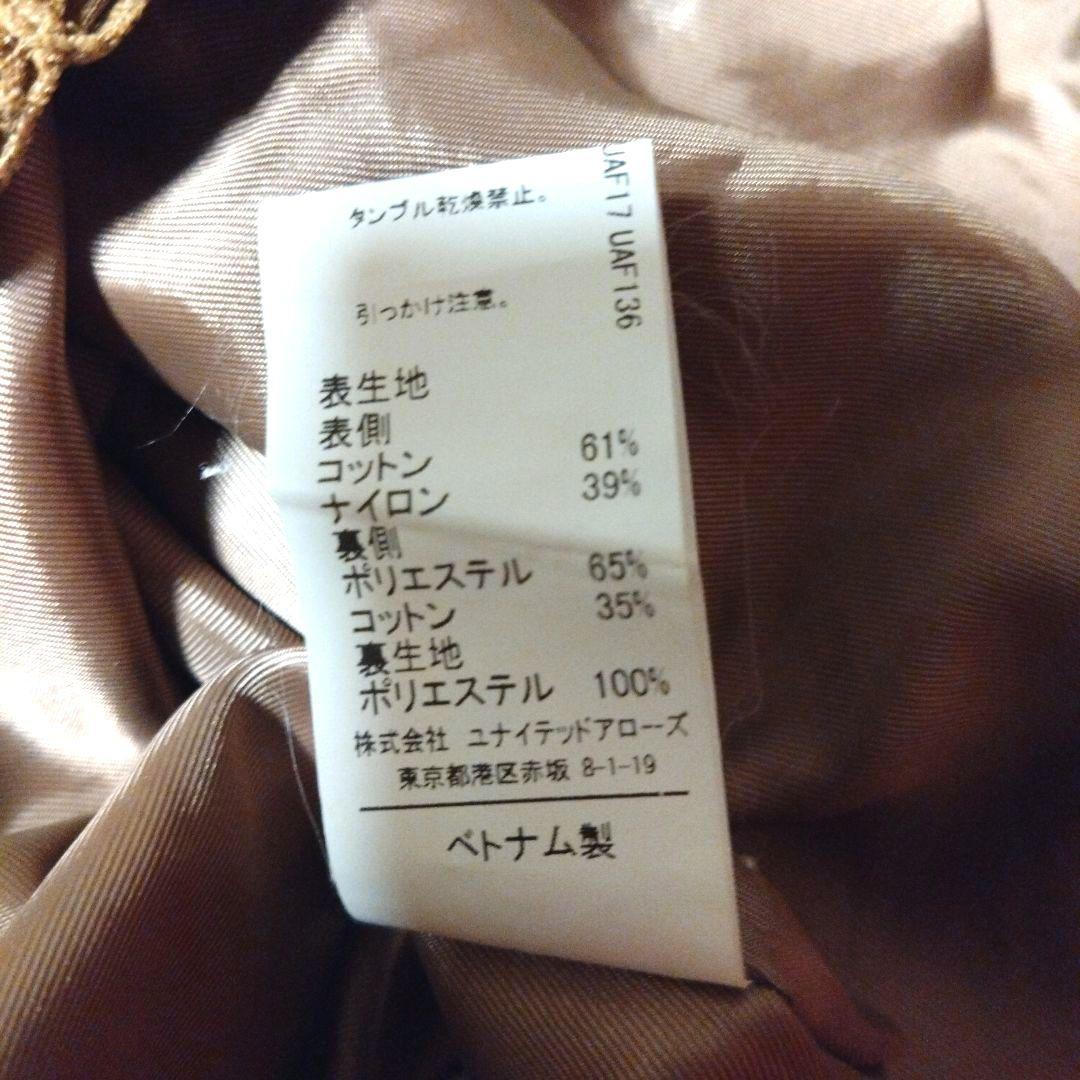 タンブル乾燥禁止。
引っかけ注意。
表生地
表側
コットン 61%
ナイロン 39%
裏側
ポリエステル 65%
コットン 35%
裏生地
ポリエステル 100%
株式会社 ユナイテッドアローズ
東京都港区赤坂 8-1-19
ベトナム製
UAF17 UAF136